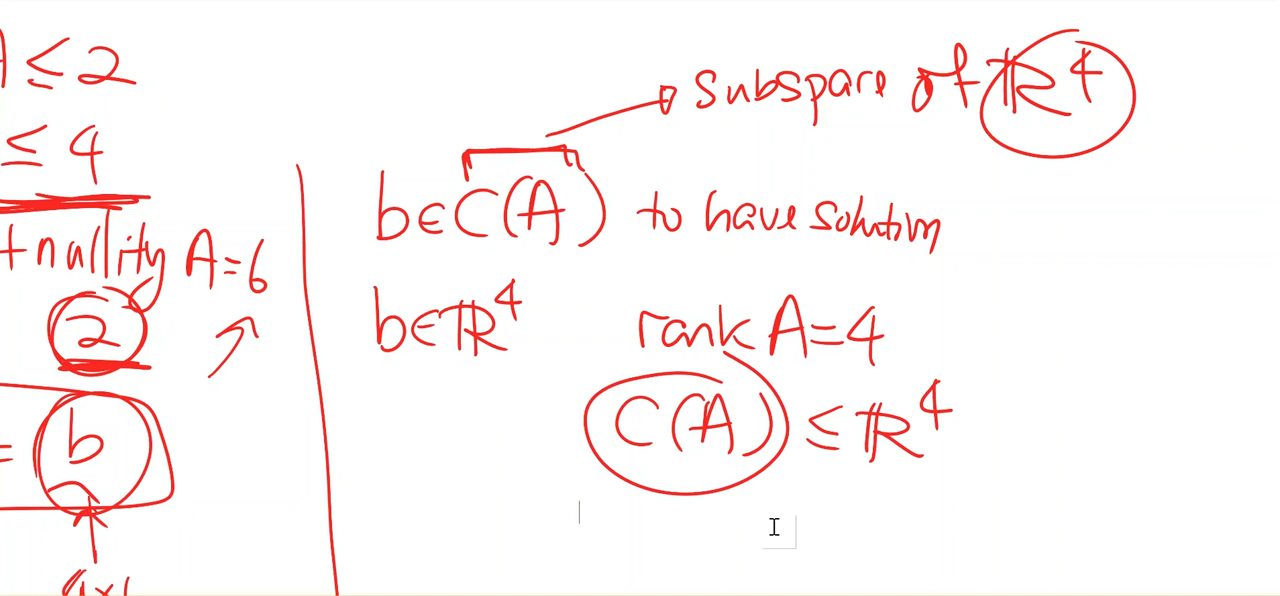 A ≤ 2
≤ 4
+ nullity A = 6
2
= b
subspace of ℝ⁴
b ∈ C(A) to have solution
b ∈ ℝ⁴
rank A = 4
C(A) ≤ ℝ⁴